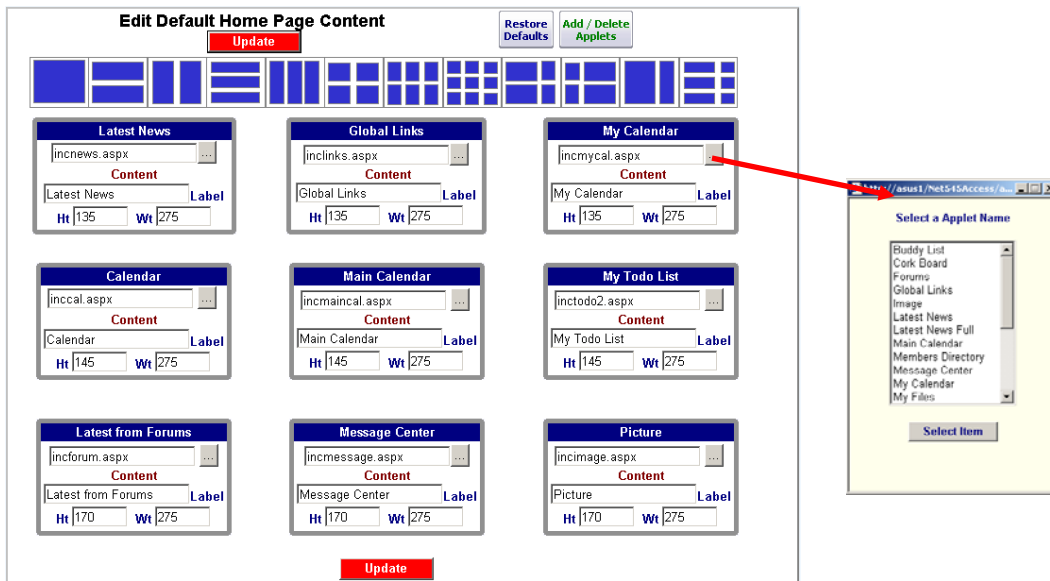 Edit Default Home Page Content
Update
Restore
Defaults
Add / Delete
Applets
Latest News
incnews.aspx
...
Content
Latest News
Label
Ht 135 Wt 275
Global Links
inclinks.aspx
...
Content
Global Links
Label
Ht 135 Wt 275
My Calendar
incmycal.aspx
...
Content
My Calendar
Label
Ht 135 Wt 275
Calendar
inccal.aspx
...
Content
Calendar
Label
Ht 145 Wt 275
Main Calendar
incmaincal.aspx
...
Content
Main Calendar
Label
Ht 145 Wt 275
My Todo List
inctodo2.aspx
...
Content
My Todo List
Label
Ht 145 Wt 275
Latest from Forums
incforum.aspx
...
Content
Latest from Forums
Label
Ht 170 Wt 275
Message Center
incmessage.aspx
...
Content
Message Center
Label
Ht 170 Wt 275
Picture
incimage.aspx
...
Content
Picture
Label
Ht 170 Wt 275
Update
://asus1/Net545Access/a...
Select a Applet Name
Buddy List
Cork Board
Forums
Global Links
Image
Latest News
Latest News Full
Main Calendar
Members Directory
Message Center
My Calendar
My Files
Select Item